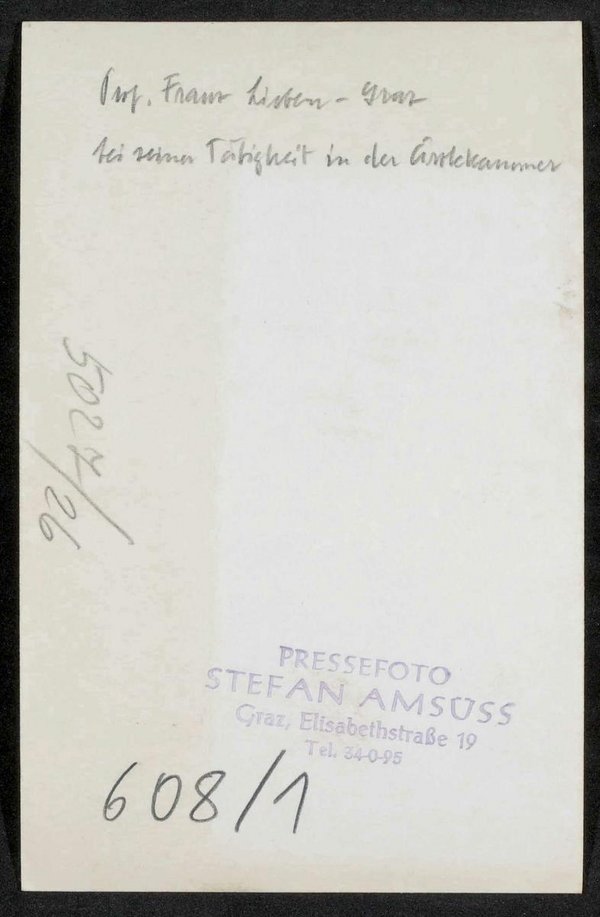 Prof. Franz Lieben - Graz
bei seiner Tätigkeit in der
5027/26
PRESSEFOTO
STEFAN AMSÜSS
Graz, Elisabethstraße 19
Tel. 34-0-95
608/1